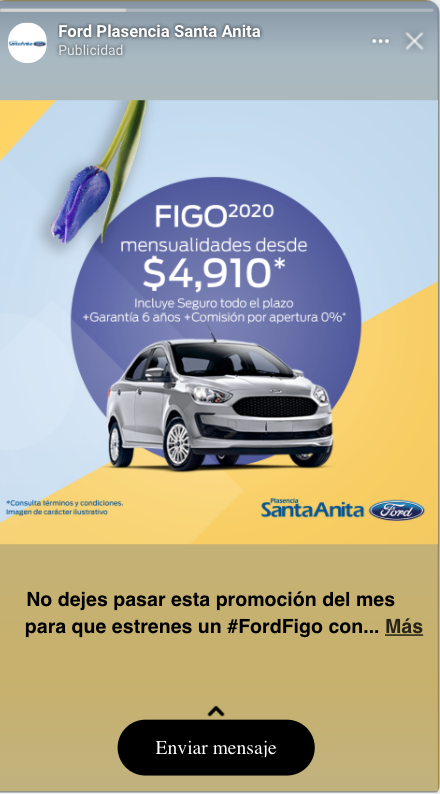 Ford Plasencia Santa Anita
Publicidad
FIGO2020
mensualidades desde
$4,910*
Incluye Seguro todo el plazo
+Garantía 6 años +Comisión por apertura 0%*
*Consulta términos y condiciones.
Imagen de carácter ilustrativo
Plasencia
SantaAnita Ford
No dejes pasar esta promoción del mes
para que estrenes un #FordFigo con... Más
Enviar mensaje